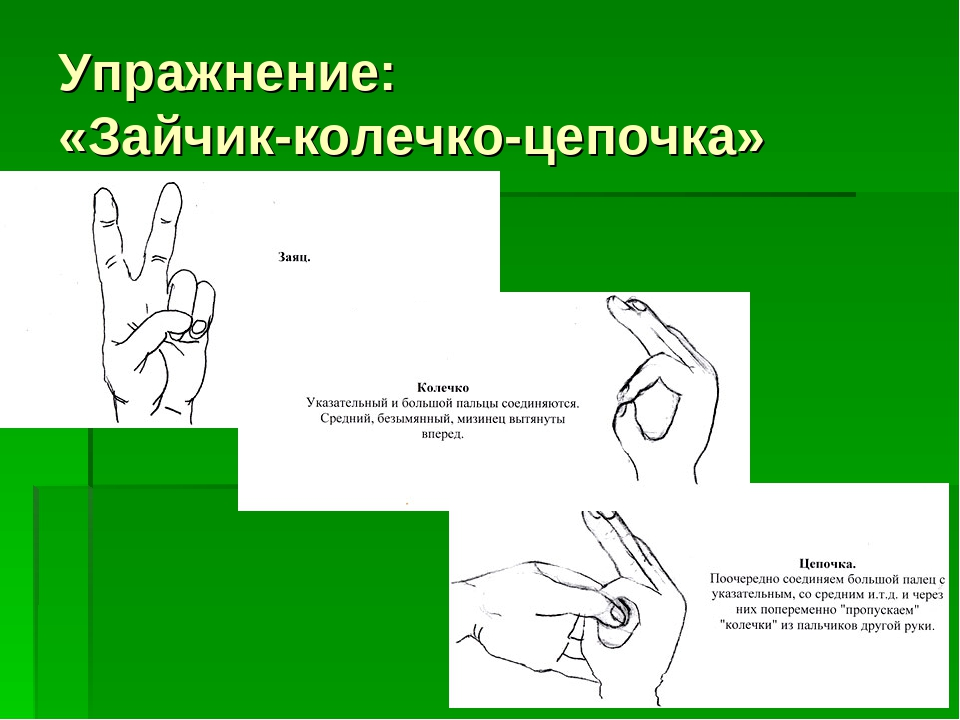 Упражнение:
«Зайчик-колечко-цепочка»
Заяц.
Колечко
Указательный и большой пальцы соединяются.
Средний, безымянный, мизинец вытянуты
вперед.
Цепочка.
Поочередно соединяем большой палец с
указательным, со средним и.т.д. и через
них попеременно "пропускаем"
"колечки" из пальчиков другой руки.